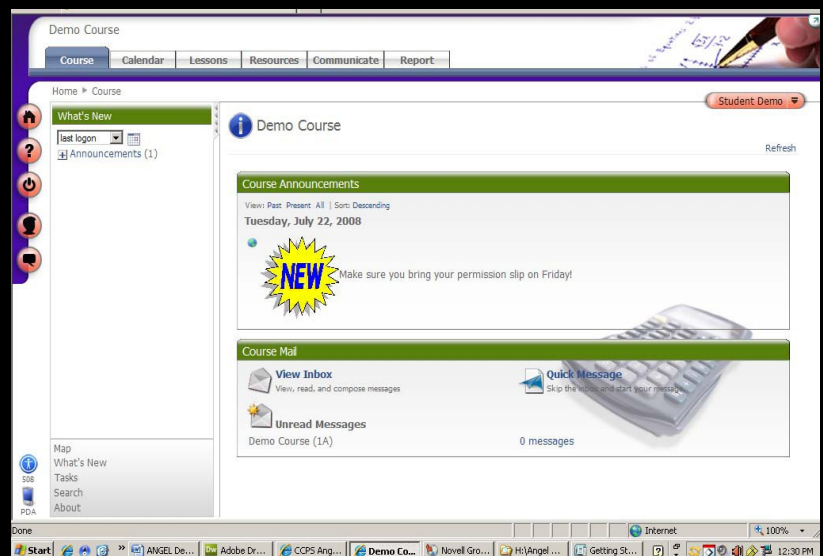 Demo Course
Course Calendar Lessons Resources Communicate Report
Home Course
Student Demo
What's New
last logon
Announcements (1)
Demo Course
Refresh
Course Announcements
View: Past Present All | Sort: Descending
Tuesday, July 22, 2008
NEW
Make sure you bring your permission slip on Friday!
Course Mail
View Inbox
View, read, and compose messages
Quick Message
Skip the inbox and start your message
Unread Messages
Demo Course (1A)
0 messages
Map
What's New
Tasks
Search
About
508
PDA
Done
Internet
100%
Start
ANGEL De...
Adobe Dr...
CCPS Ang...
Demo Co...
Novell Gro...
H:\Angel ...
Getting St...
12:30 PM